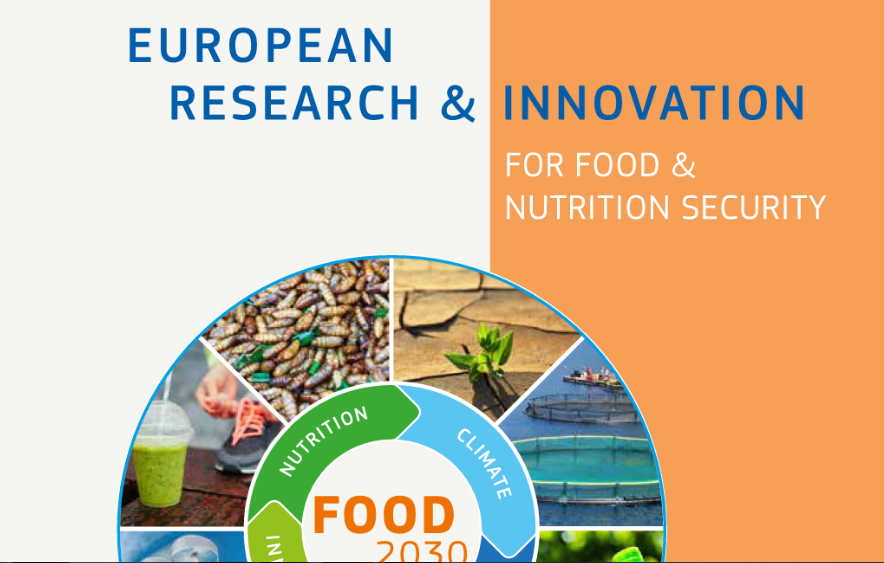 EUROPEAN
RESEARCH & INNOVATION
FOR FOOD &
NUTRITION SECURITY
NUTRITION
CLIMATE
FOOD
2030